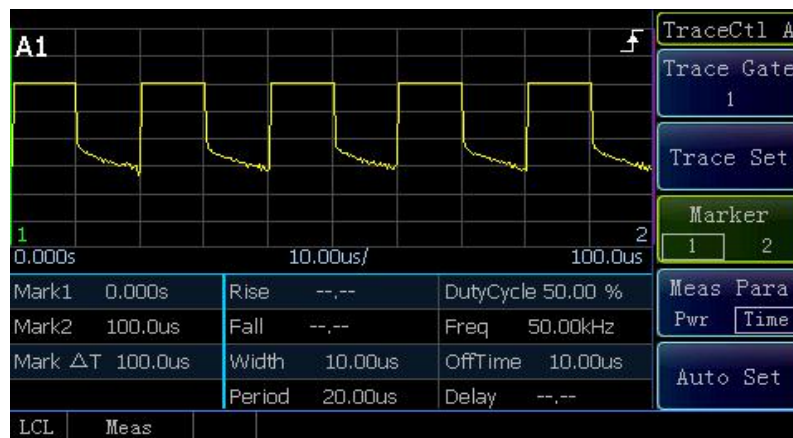 A1
1
2
0.000s 10.00us/ 100.0us
Mark1 0.000s Rise --.-- DutyCycle 50.00 %
Mark2 100.0us Fall --.-- Freq 50.00kHz
Mark △T 100.0us Width 10.00us OffTime 10.00us
Period 20.00us Delay --.--
LCL Meas
TraceCtl A
Trace Gate
1
Trace Set
Marker
1 2
Meas Para
Pwr Time
Auto Set